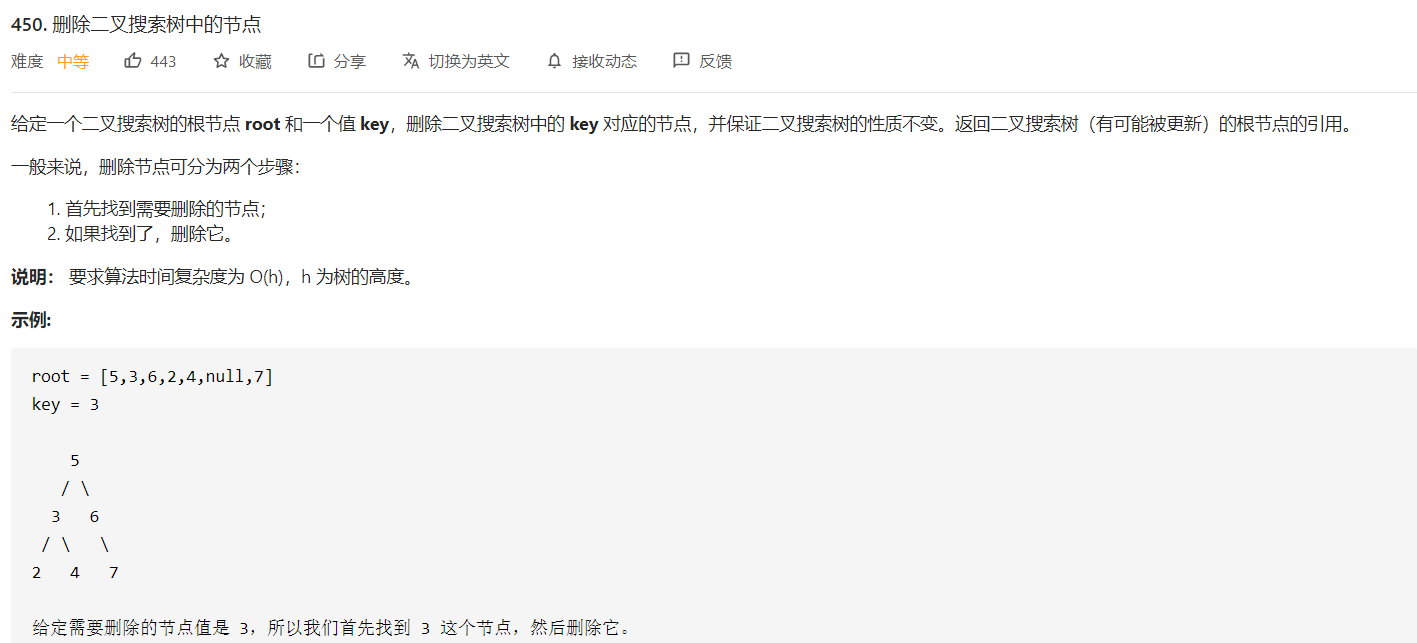 450. 删除二叉搜索树中的节点
难度 中等 443 收藏 分享 切换为英文 接收动态 反馈
给定一个二叉搜索树的根节点 root 和一个值 key，删除二叉搜索树中的 key 对应的节点，并保证二叉搜索树的性质不变。返回二叉搜索树（有可能被更新）的根节点的引用。
一般来说，删除节点可分为两个步骤：
1. 首先找到需要删除的节点；
2. 如果找到了，删除它。
说明： 要求算法时间复杂度为 O(h)，h 为树的高度。
示例:
root = [5,3,6,2,4,null,7]
key = 3
5
/ \
3 6
/ \ \
2 4 7
给定需要删除的节点值是 3，所以我们首先找到 3 这个节点，然后删除它。